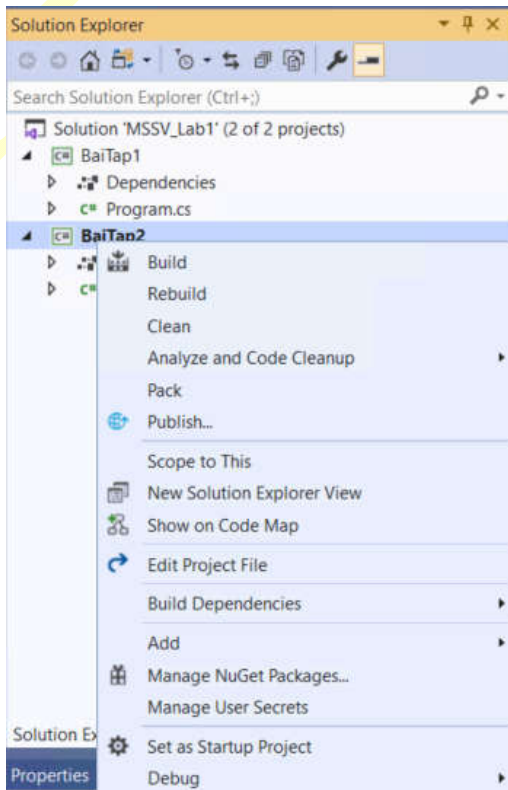 Solution Explorer
Search Solution Explorer (Ctrl+;)
Solution 'MSSV_Lab1' (2 of 2 projects)
C# BaiTap1
Dependencies
C# Program.cs
C# BaiTap2
C#
Build
Rebuild
Clean
Analyze and Code Cleanup
Pack
Publish...
Scope to This
New Solution Explorer View
Show on Code Map
Edit Project File
Build Dependencies
Add
Manage NuGet Packages...
Manage User Secrets
Solution Ex
Set as Startup Project
Properties
Debug